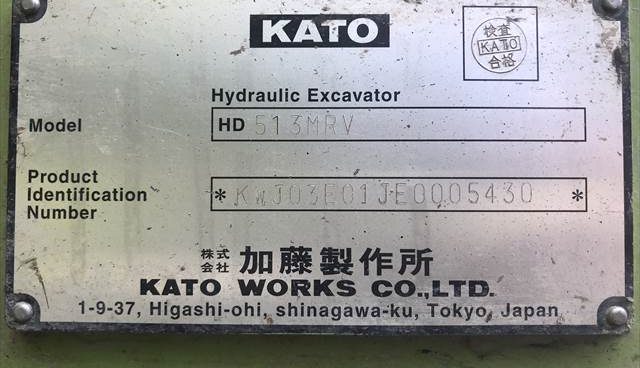 KATO
検査
KATO
合格
Hydraulic Excavator
Model HD 513MRV
Product
Identification
Number
*KWJ03E01JE0005430*
株式会社 加藤製作所
KATO WORKS CO.,LTD.
1-9-37, Higashi-ohi, shinagawa-ku, Tokyo, Japan